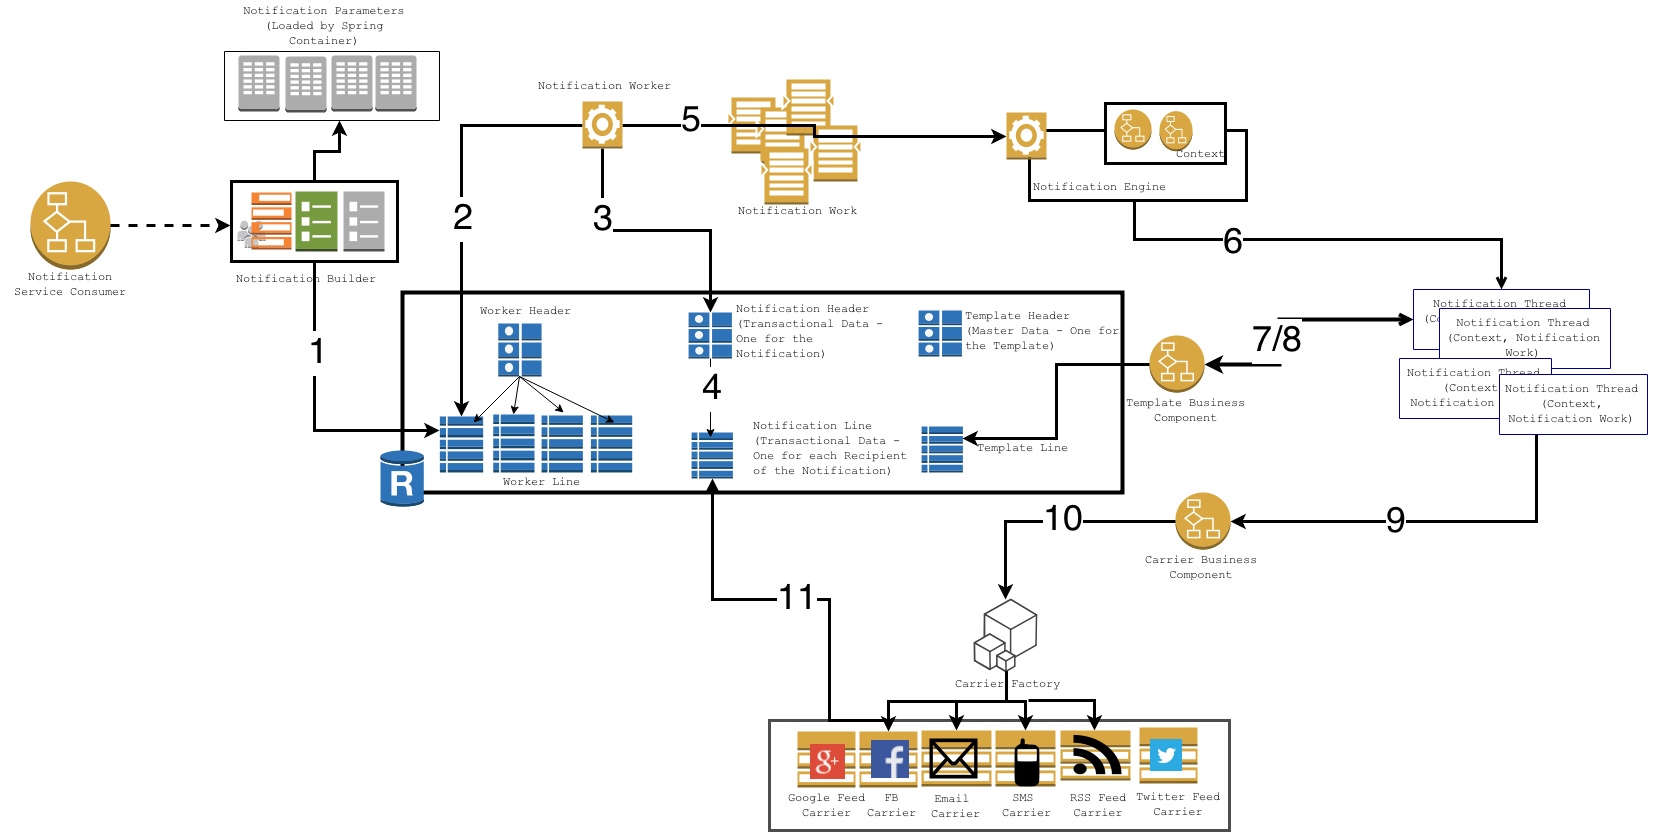 Notification Parameters
(Loaded by Spring
Container)
Notification Worker
5
Notification Work
Context
Notification Engine
Notification
Service Consumer
Notification Builder
1
2
3
6
Worker Header
Notification Header
(Transactional Data -
One for the
Notification)
Template Header
(Master Data - One for
the Template)
4
Worker Line
Notification Line
(Transactional Data -
One for each Recipient
of the Notification)
Template Line
R
Template Business
Component
7/8
Notification Thread
Notification Thread
(Context, Notification
Work)
Notification Thread
(Context
Notification
Notification Thread
(Context,
Notification Work)
9
Carrier Business
Component
10
11
Carrier Factory
g+
f
Google Feed
Carrier
FB
Carrier
Email
Carrier
SMS
Carrier
RSS Feed
Carrier
Twitter Feed
Carrier